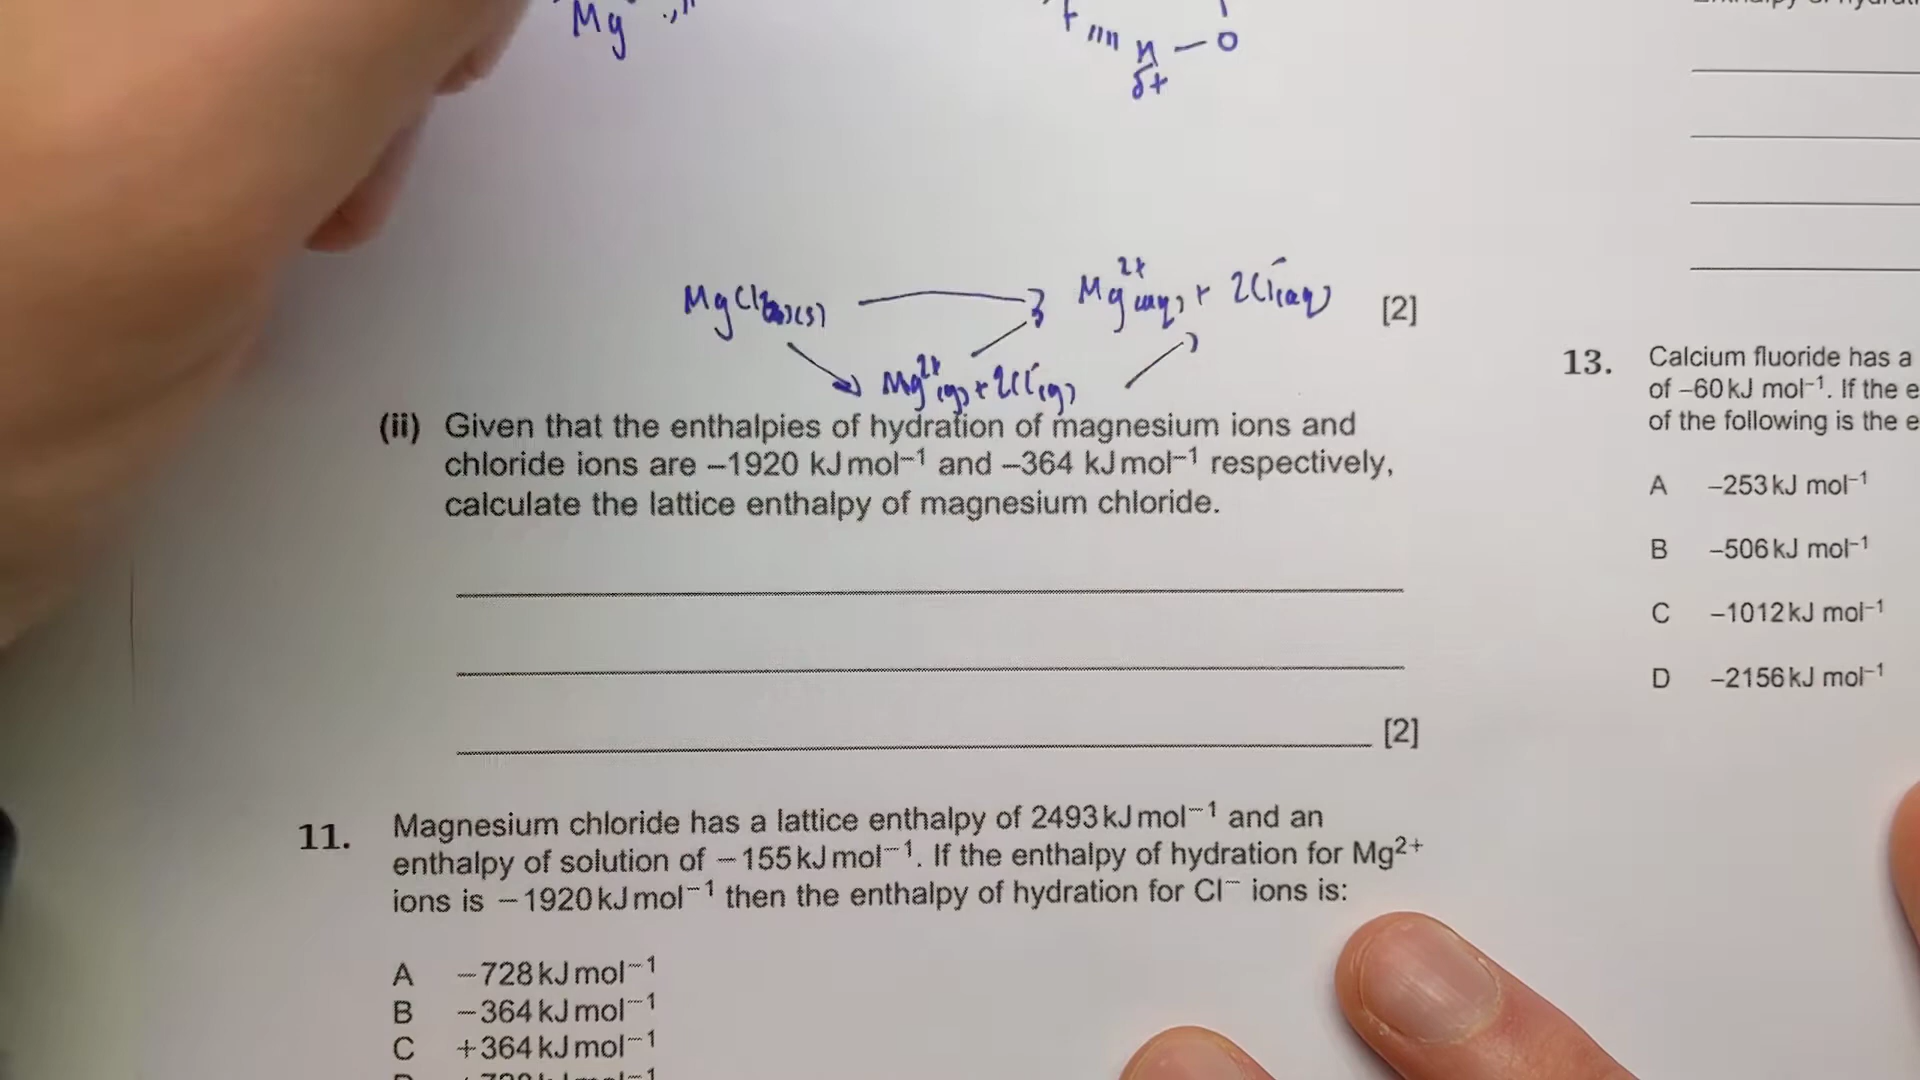 Mg
n – O
δ+
MgCl2(s) → Mg2+(aq) + 2Cl-(aq) [2]
Mg2+(g) + 2Cl-(g)
(ii) Given that the enthalpies of hydration of magnesium ions and
chloride ions are –1920 kJ mol–1 and –364 kJ mol–1 respectively,
calculate the lattice enthalpy of magnesium chloride.
[2]
11. Magnesium chloride has a lattice enthalpy of 2493 kJ mol–1 and an
enthalpy of solution of –155 kJ mol–1. If the enthalpy of hydration for Mg2+
ions is –1920 kJ mol–1 then the enthalpy of hydration for Cl– ions is:
A –728 kJ mol–1
B –364 kJ mol–1
C +364 kJ mol–1
13. Calcium fluoride has a
of –60 kJ mol–1. If the e
of the following is the e
A –253 kJ mol–1
B –506 kJ mol–1
C –1012 kJ mol–1
D –2156 kJ mol–1